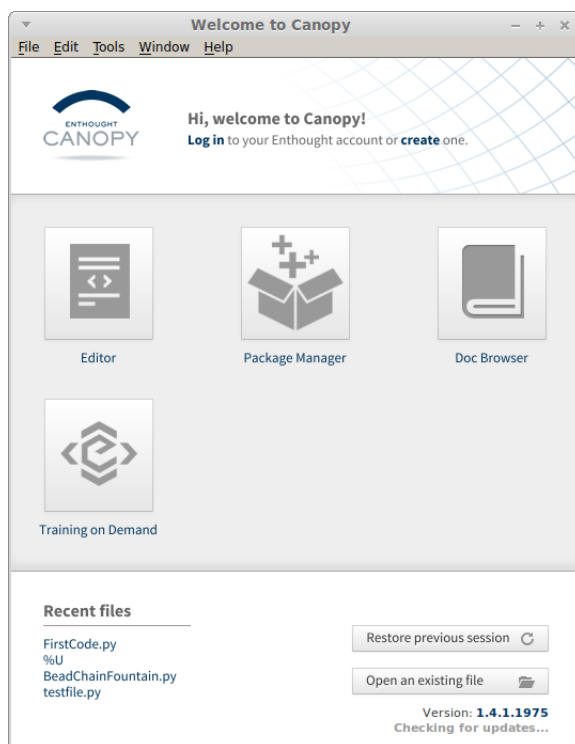 Welcome to Canopy
File Edit Tools Window Help
ENTHOUGHT
CANOPY
Hi, welcome to Canopy!
Log in to your Enthought account or create one.
Editor
Package Manager
Doc Browser
Training on Demand
Recent files
FirstCode.py
%U
BeadChainFountain.py
testfile.py
Restore previous session
Open an existing file
Version: 1.4.1.1975
Checking for updates...